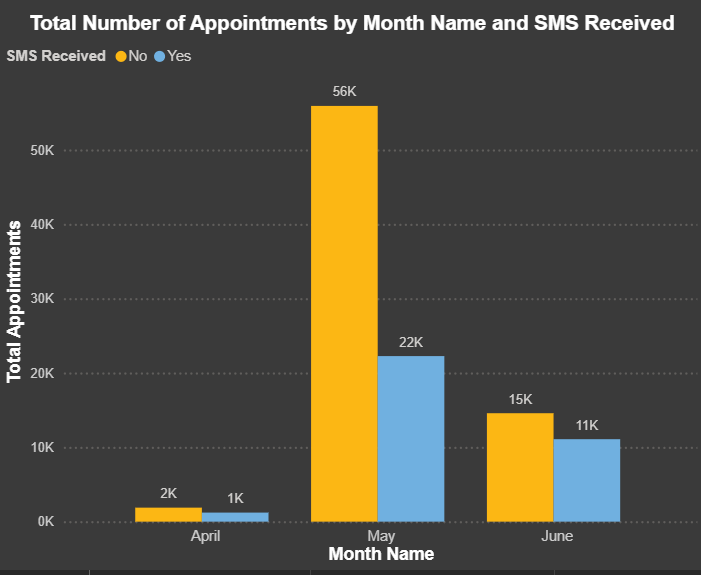 Total Number of Appointments by Month Name and SMS Received
SMS Received No Yes
56K
50K
40K
22K
30K
20K
15K
11K
10K
2K
1K
0K
April May June
Month Name
Total Appointments